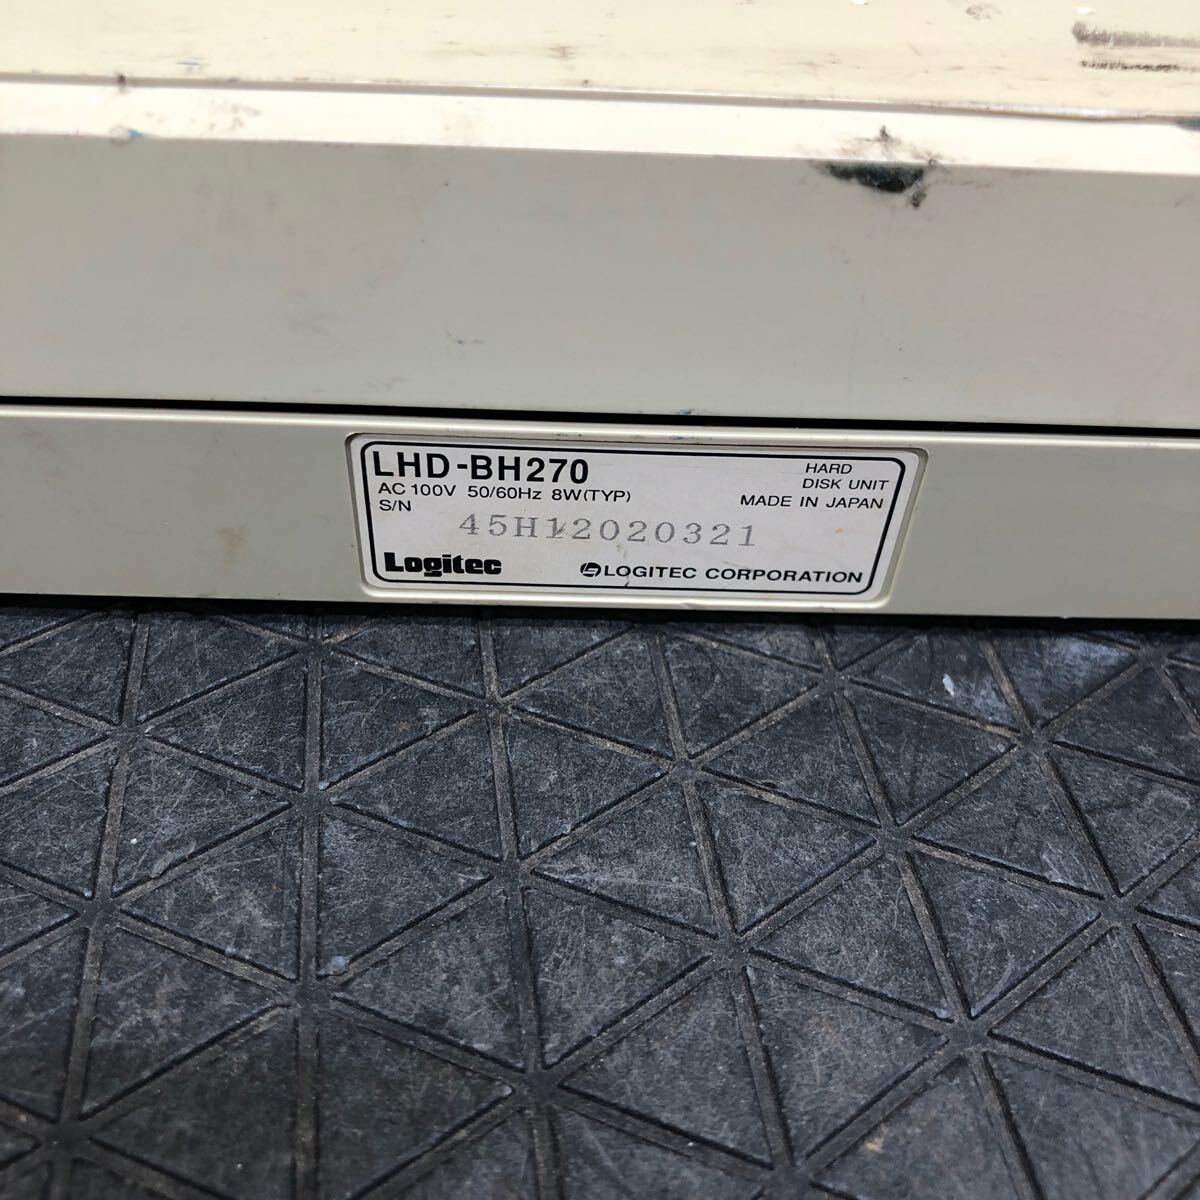 LHD-BH270
HARD
DISK UNIT
AC 100V 50/60Hz 8W(TYP)
MADE IN JAPAN
S/N
45H12020321
Logitec
LOGITEC CORPORATION